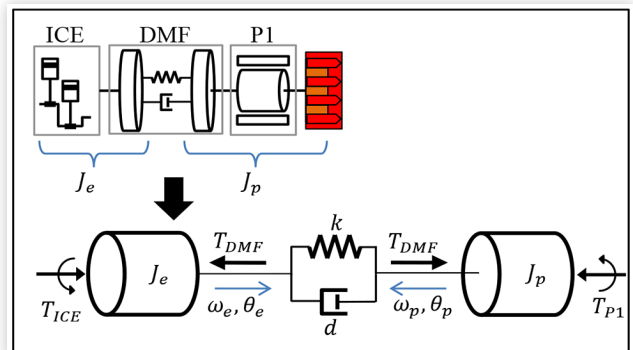 ICE DMF P1
J_e J_p
k
T_DMF T_DMF
J_e J_p
T_ICE ω_e, θ_e ω_p, θ_p T_P1
d